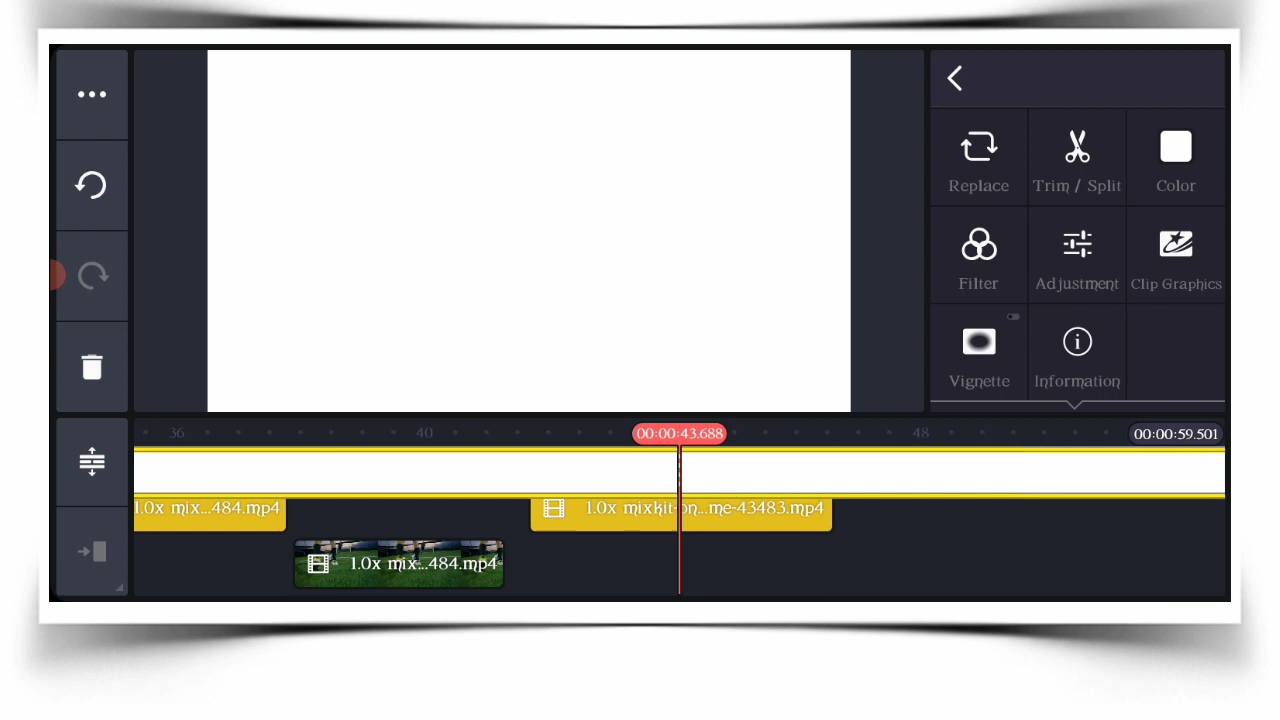 Replace
Trim / Split
Color
Filter
Adjustment
Clip Graphics
Vignette
Information
36
40
00:00:43.688
48
00:00:59.501
1.0x mix...484.mp4
1.0x mixkit-on...me-43483.mp4
1.0x mix...484.mp4